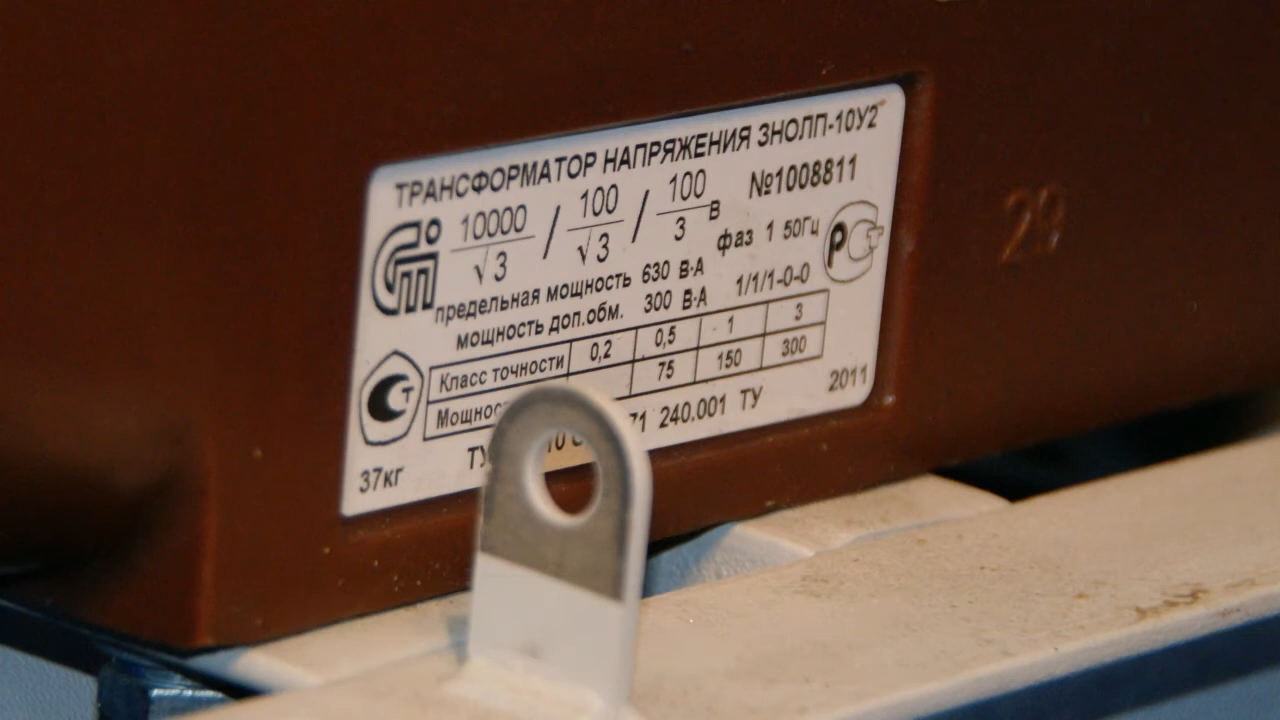 ТРАНСФОРМАТОР НАПРЯЖЕНИЯ ЗНОЛП-10У2
10000/√3 / 100/√3 / 100/3 В №1008811
фаз 1 50Гц
предельная мощность 630 В·А
мощность доп.обм. 300 В·А 1/1/1-0-0
Класс точности 0,2 0,5 1 3
75 150 300
240.001 ТУ 2011
37кг
29